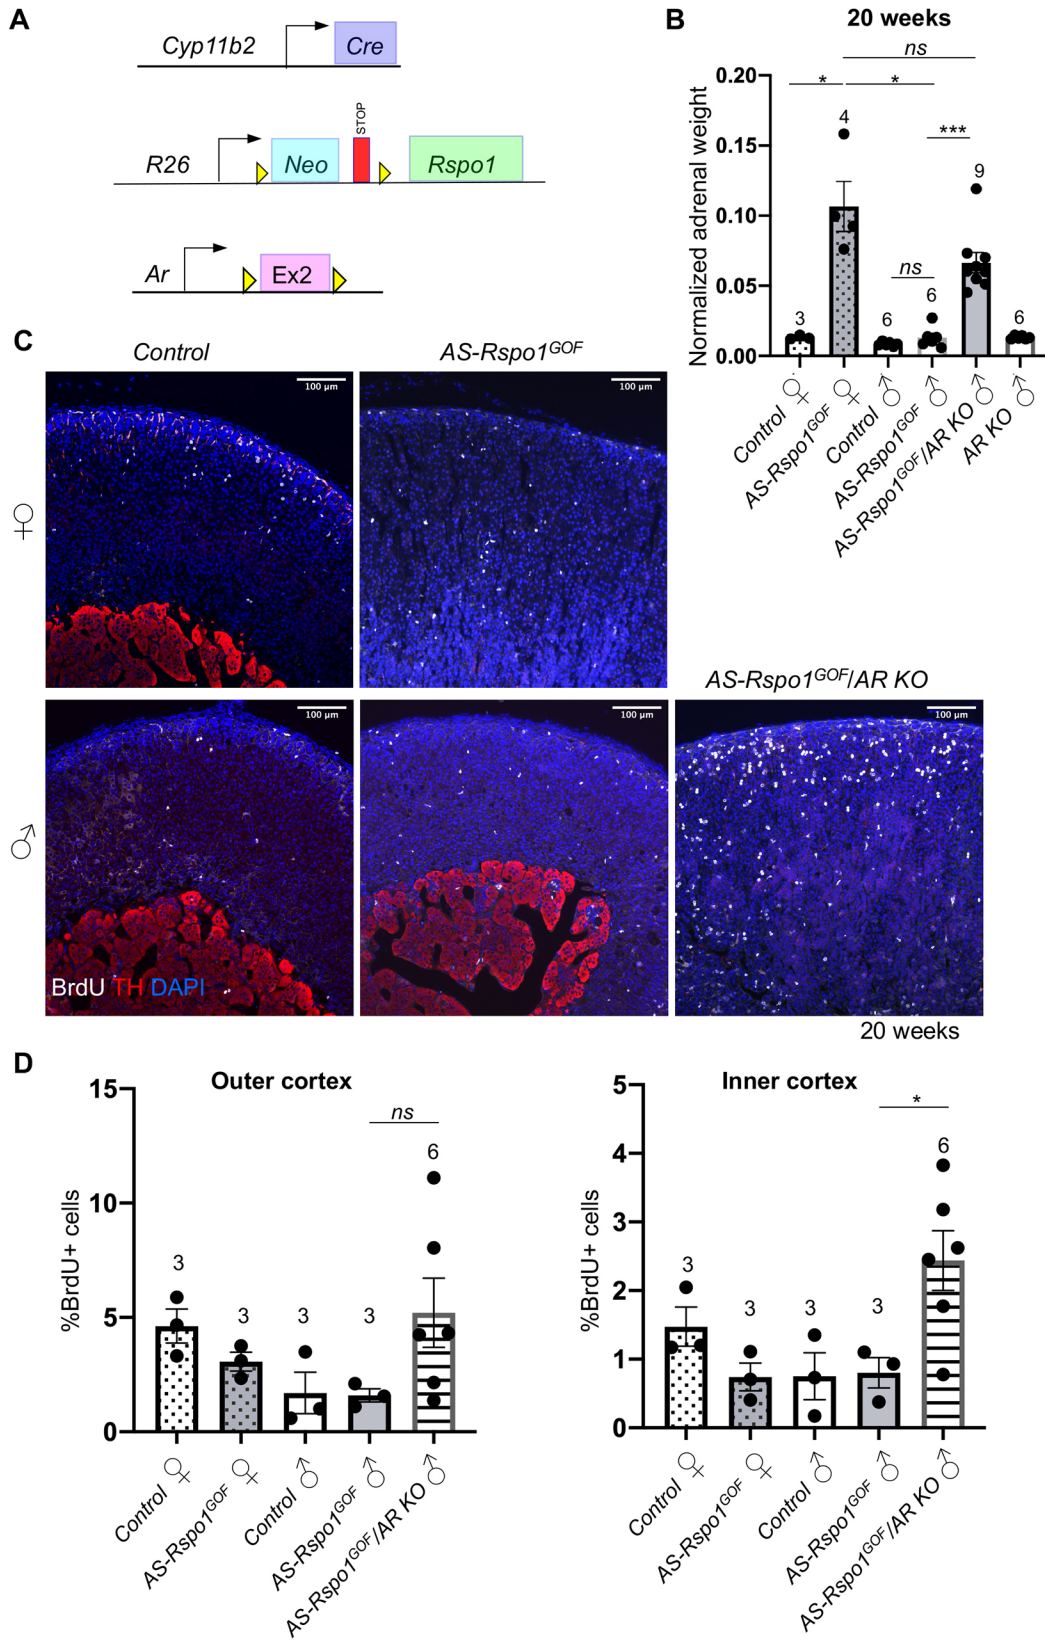 A
Cyp11b2
Cre
R26
Neo
STOP
Rspo1
Ar
Ex2
B
20 weeks
ns
*
*
***
ns
4
9
3
6
6
6
Normalized adrenal weight
0.20
0.15
0.10
0.05
0.00
Control ♀
AS-Rspo1GOF ♀
Control ♂
AS-Rspo1GOF ♂
AS-Rspo1GOF/AR KO ♂
AR KO ♂
C
Control
AS-Rspo1GOF
100 µm
100 µm
♀
AS-Rspo1GOF/AR KO
100 µm
100 µm
100 µm
♂
BrdU TH DAPI
20 weeks
D
Outer cortex
ns
6
3
3
3
3
%BrdU+ cells
15
10
5
0
Control ♀
AS-Rspo1GOF ♀
Control ♂
AS-Rspo1GOF ♂
AS-Rspo1GOF/AR KO ♂
Inner cortex
*
6
3
3
3
3
%BrdU+ cells
5
4
3
2
1
0
Control ♀
AS-Rspo1GOF ♀
Control ♂
AS-Rspo1GOF ♂
AS-Rspo1GOF/AR KO ♂